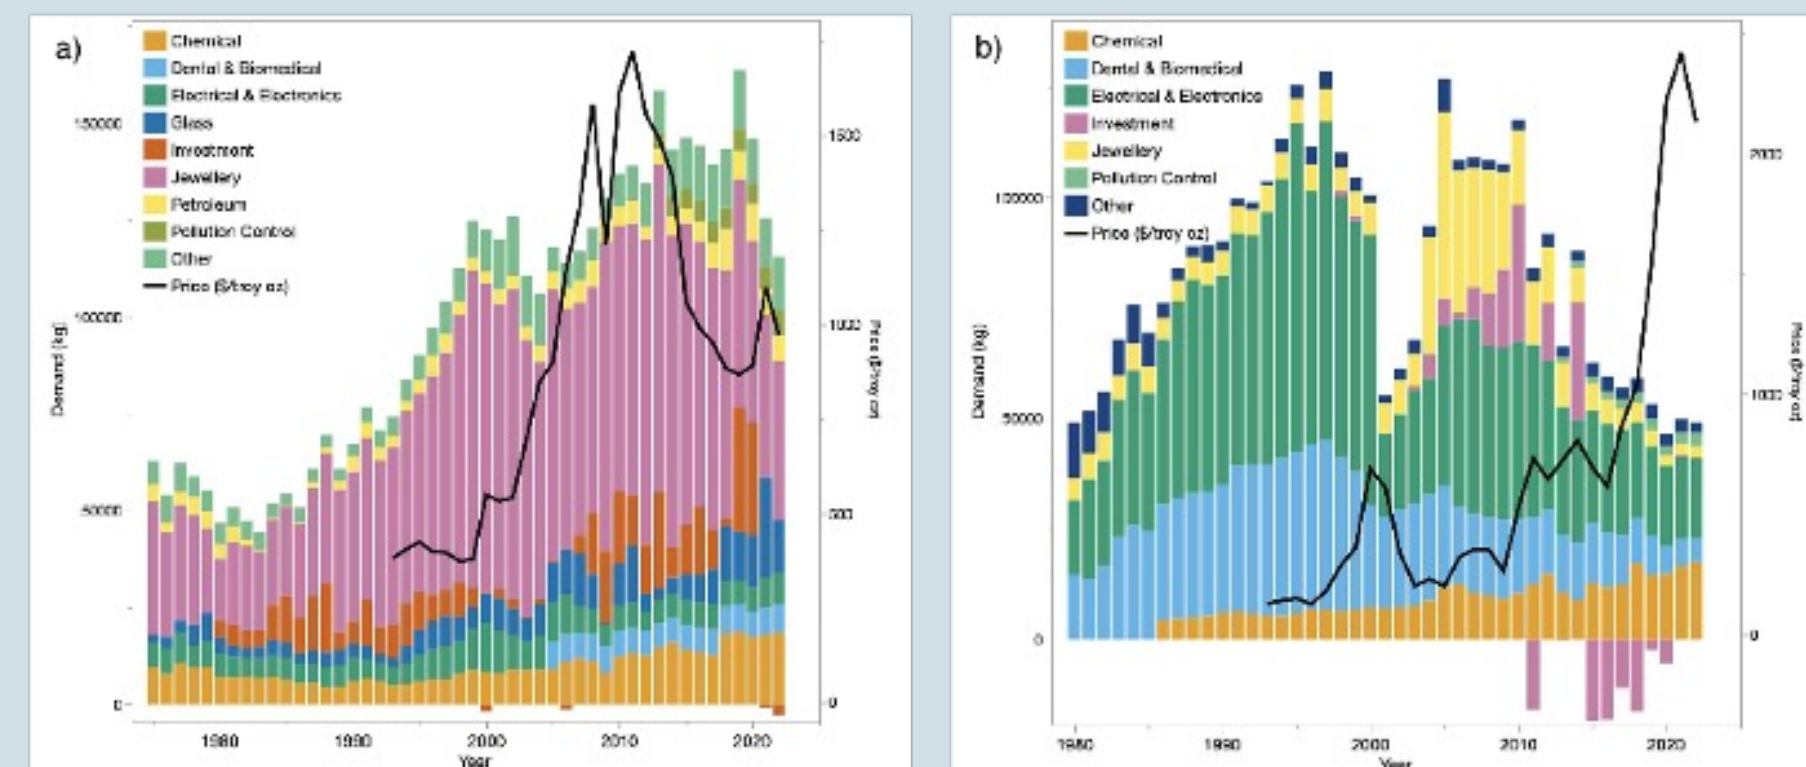 a)
Chemical
Dental & Biomedical
Electrical & Electronics
Glass
Investment
Jewellery
Petroleum
Pollution Control
Other
Price ($/troy oz)
150000
100000
50000
0
Demand (kg)
1500
1000
500
0
Price ($/troy oz)
1980 1990 2000 2010 2020
Year
b)
Chemical
Dental & Biomedical
Electrical & Electronics
Investment
Jewellery
Pollution Control
Other
Price ($/troy oz)
100000
50000
0
Demand (kg)
2000
1000
0
Price ($/troy oz)
1980 1990 2000 2010 2020
Year